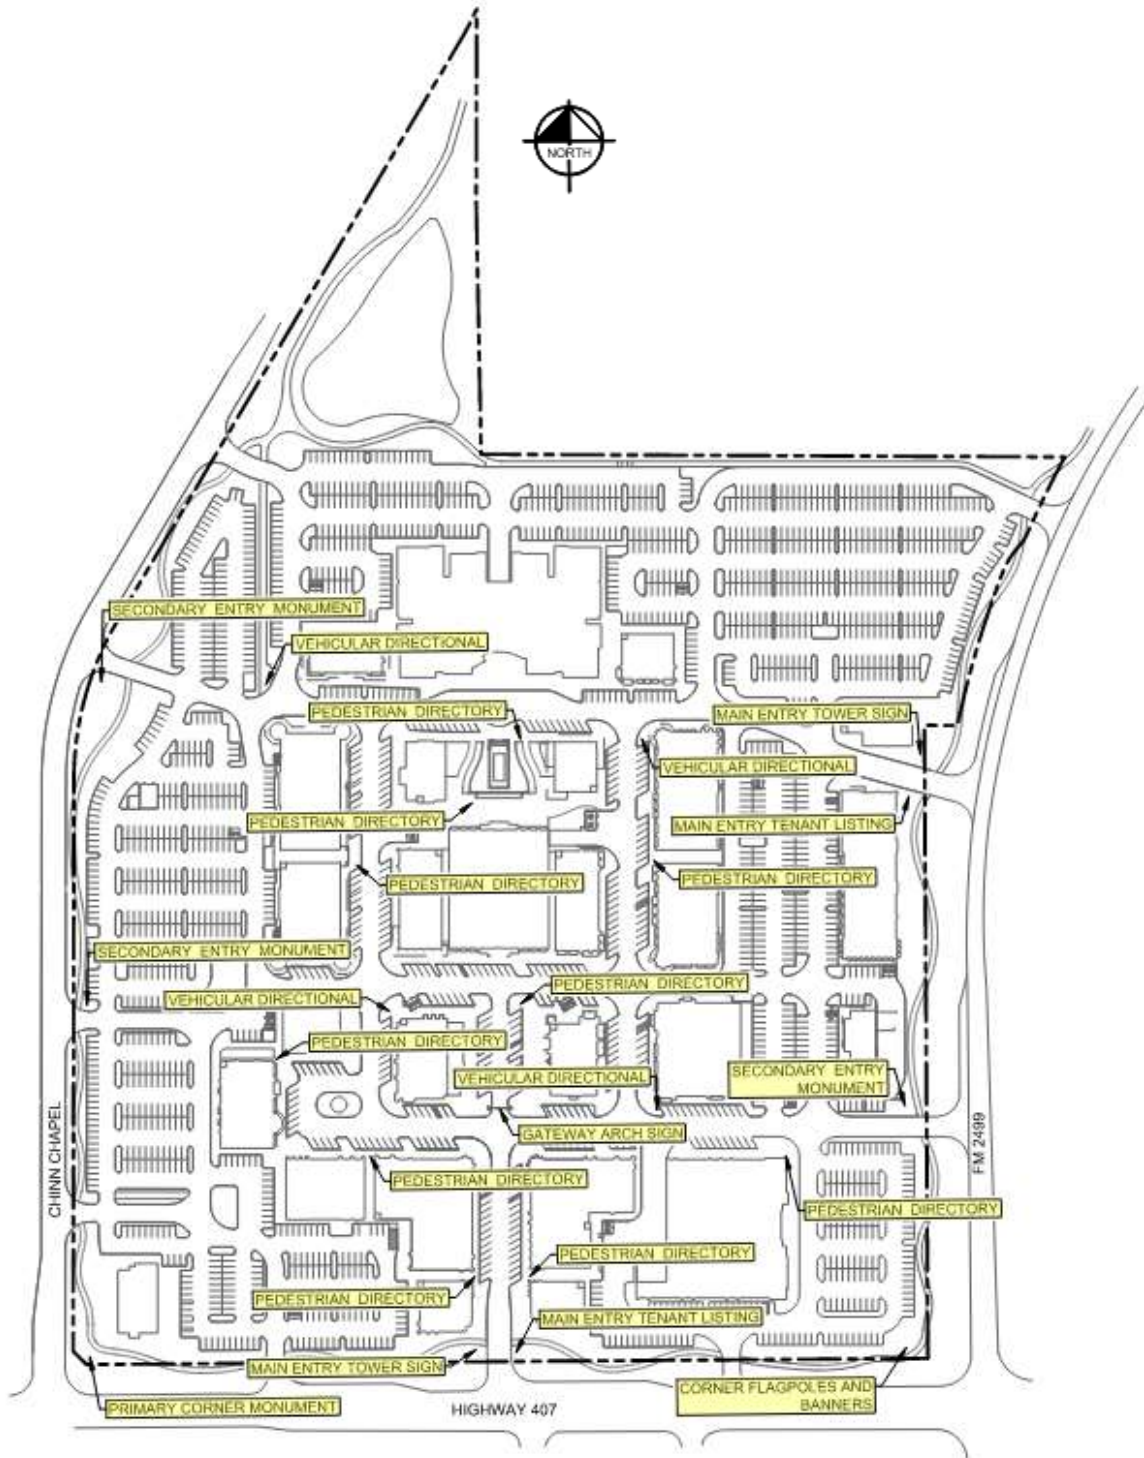 NORTH
SECONDARY ENTRY MONUMENT
VEHICULAR DIRECTIONAL
PEDESTRIAN DIRECTORY
MAIN ENTRY TOWER SIGN
VEHICULAR DIRECTIONAL
PEDESTRIAN DIRECTORY
MAIN ENTRY TENANT LISTING
PEDESTRIAN DIRECTORY
PEDESTRIAN DIRECTORY
SECONDARY ENTRY MONUMENT
PEDESTRIAN DIRECTORY
VEHICULAR DIRECTIONAL
PEDESTRIAN DIRECTORY
VEHICULAR DIRECTIONAL
SECONDARY ENTRY
MONUMENT
GATEWAY ARCH SIGN
CHINN CHAPEL
FM 2499
PEDESTRIAN DIRECTORY
PEDESTRIAN DIRECTORY
PEDESTRIAN DIRECTORY
PEDESTRIAN DIRECTORY
MAIN ENTRY TENANT LISTING
MAIN ENTRY TOWER SIGN
PRIMARY CORNER MONUMENT
HIGHWAY 407
CORNER FLAGPOLES AND
BANNERS